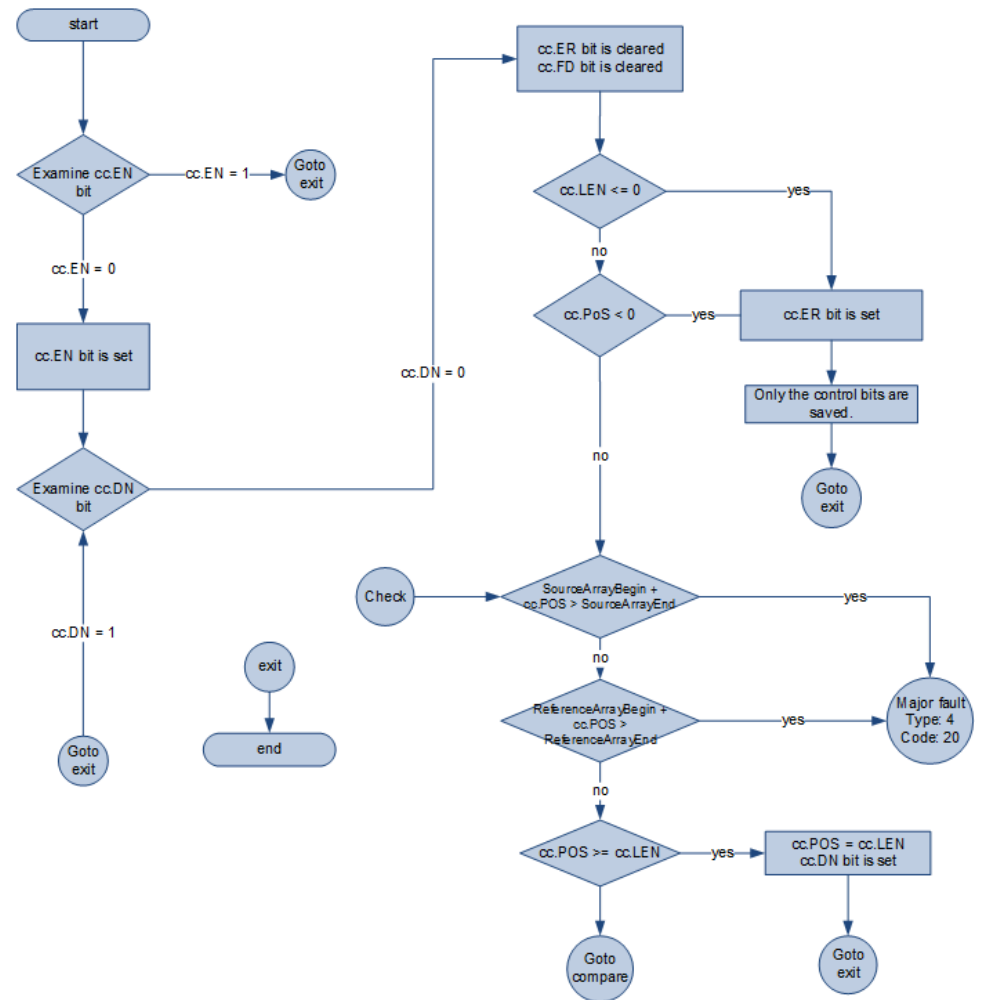 start
Examine cc.EN
bit
cc.EN = 1
Goto
exit
cc.EN = 0
cc.EN bit is set
Examine cc.DN
bit
cc.DN = 1
Goto
exit
exit
end
cc.DN = 0
cc.ER bit is cleared
cc.FD bit is cleared
cc.LEN <= 0
yes
no
cc.PoS < 0
yes
cc.ER bit is set
Only the control bits are
saved.
Goto
exit
no
Check
SourceArrayBegin +
cc.POS > SourceArrayEnd
yes
no
ReferenceArrayBegin +
cc.POS >
ReferenceArrayEnd
yes
Major fault
Type: 4
Code: 20
no
cc.POS >= cc.LEN
yes
cc.POS = cc.LEN
cc.DN bit is set
Goto
compare
Goto
exit